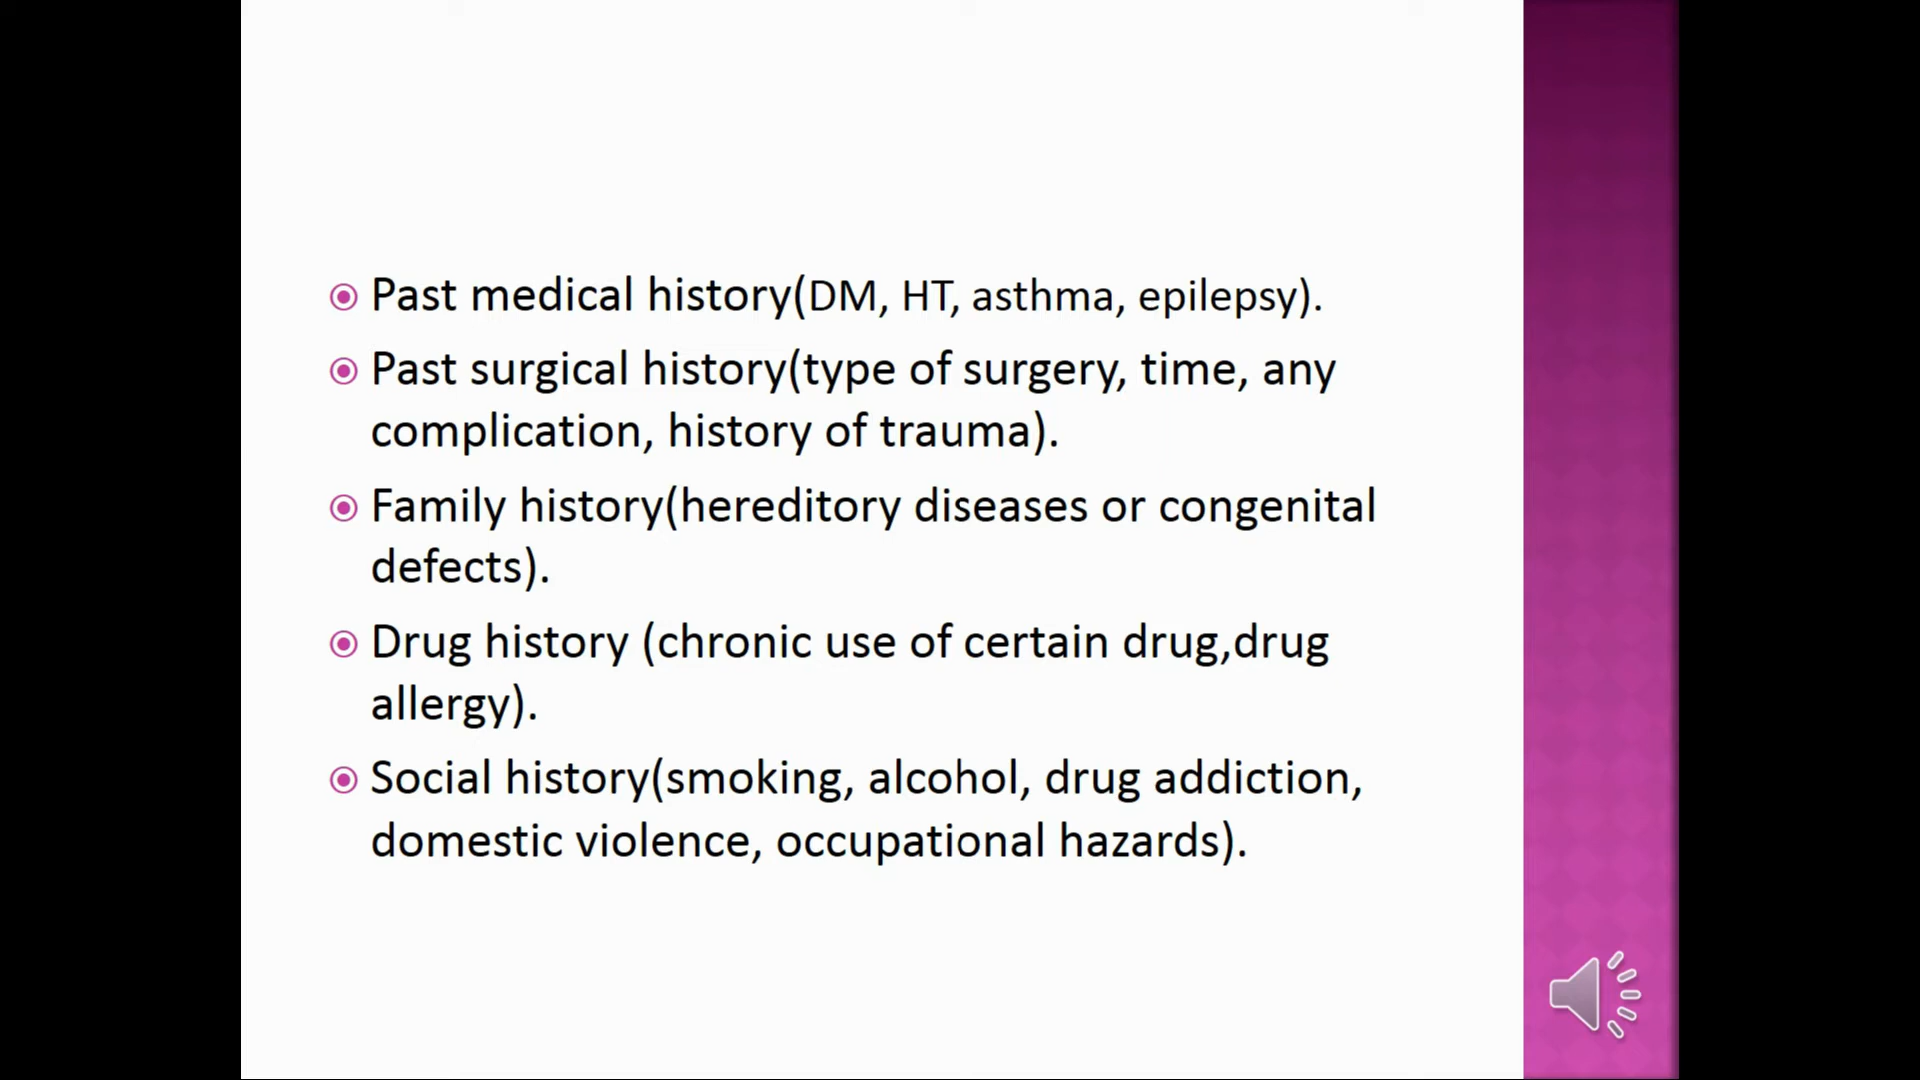 Past medical history(DM, HT, asthma, epilepsy).
Past surgical history(type of surgery, time, any
complication, history of trauma).
Family history(hereditory diseases or congenital
defects).
Drug history (chronic use of certain drug,drug
allergy).
Social history(smoking, alcohol, drug addiction,
domestic violence, occupational hazards).